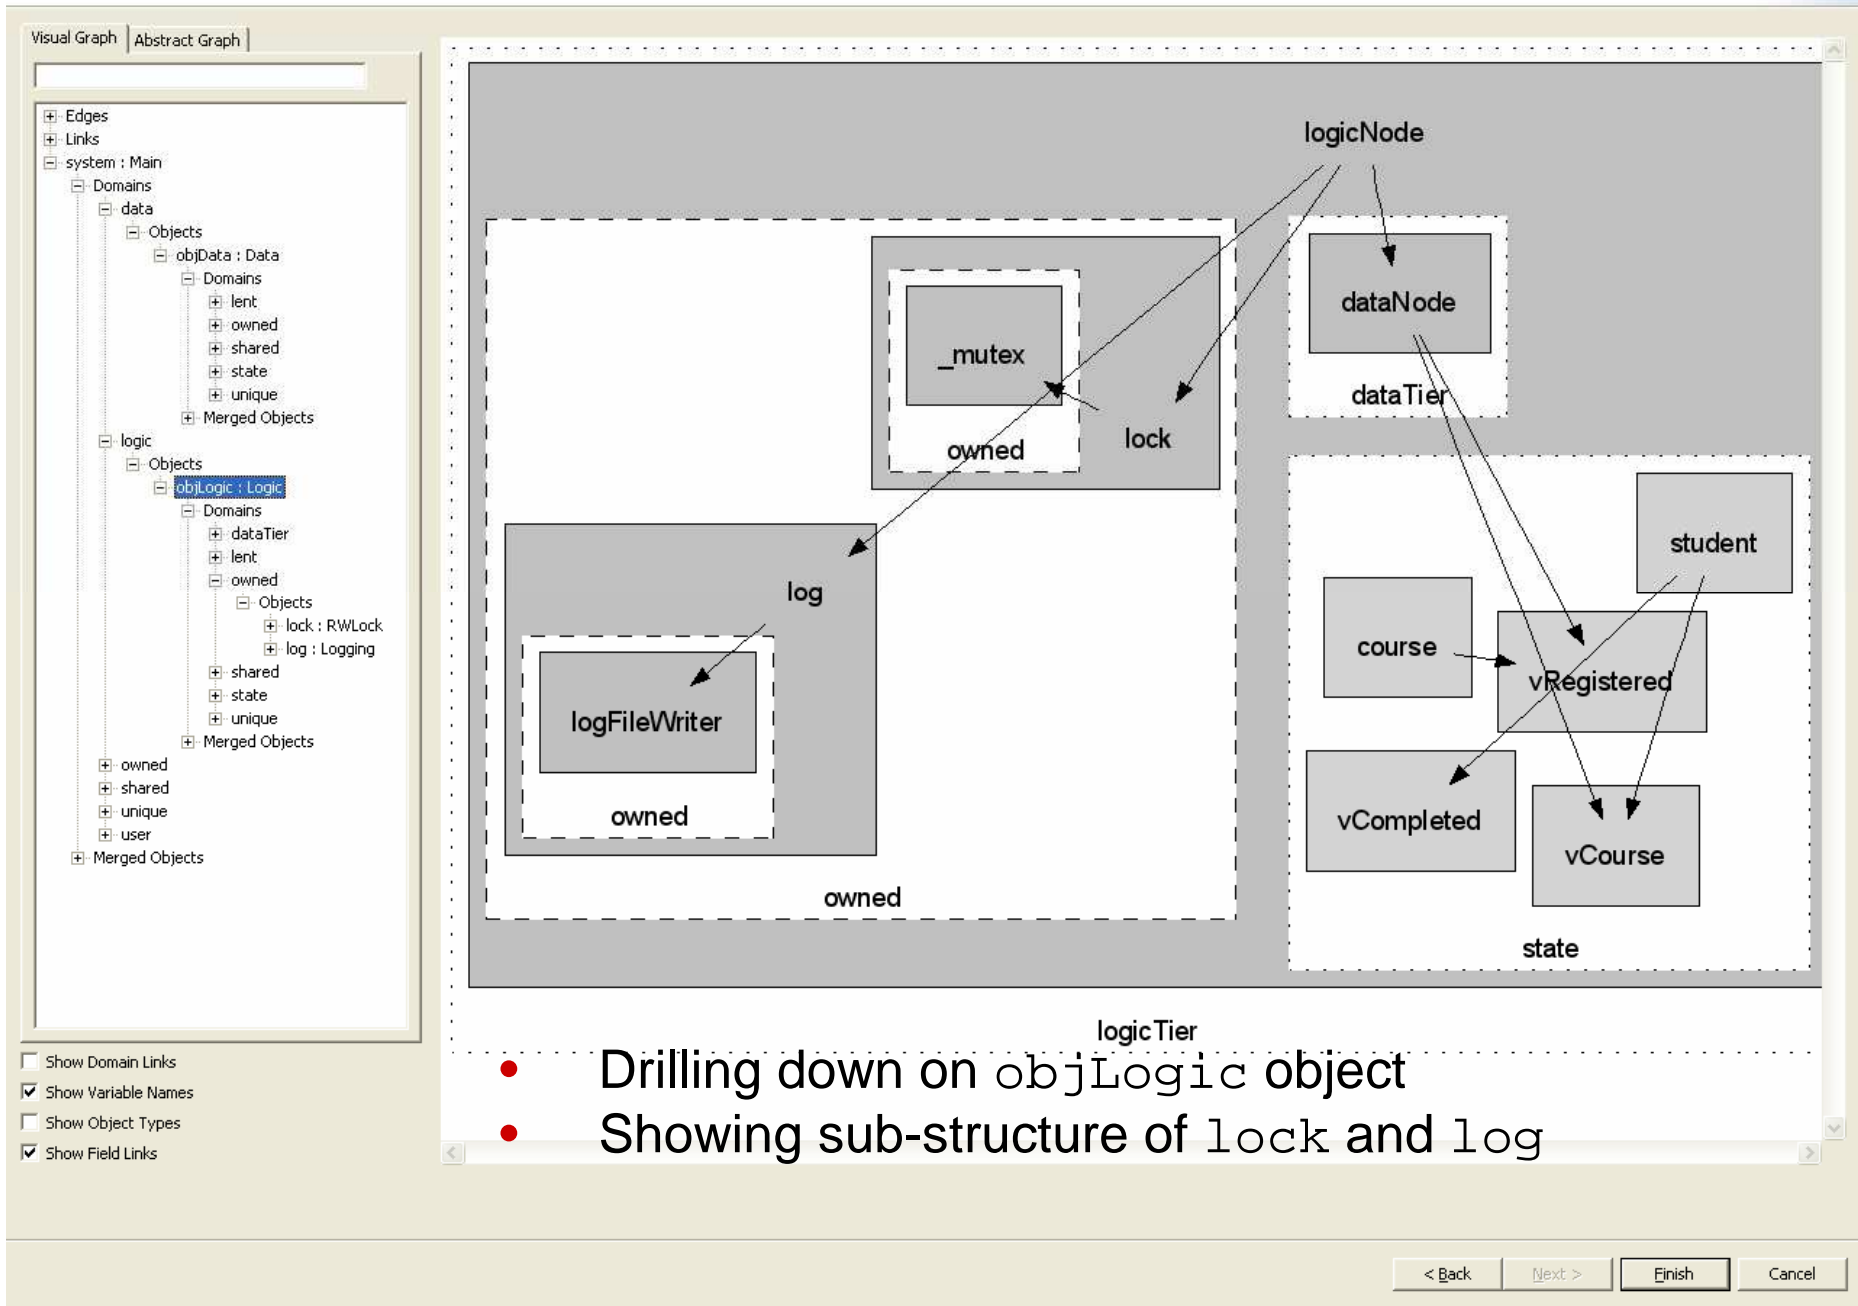 Visual Graph
Abstract Graph
Edges
Links
system : Main
Domains
data
Objects
objData : Data
Domains
lent
owned
shared
state
unique
Merged Objects
logic
Objects
objLogic : Logic
Domains
dataTier
lent
owned
Objects
lock : RWLock
log : Logging
shared
state
unique
Merged Objects
owned
shared
unique
user
Merged Objects
Show Domain Links
Show Variable Names
Show Object Types
Show Field Links
logicNode
dataNode
dataTier
_mutex
owned
lock
log
logFileWriter
owned
owned
student
course
vRegistered
vCompleted
vCourse
state
logicTier
• Drilling down on objLogic object
• Showing sub-structure of lock and log
< Back
Next >
Finish
Cancel